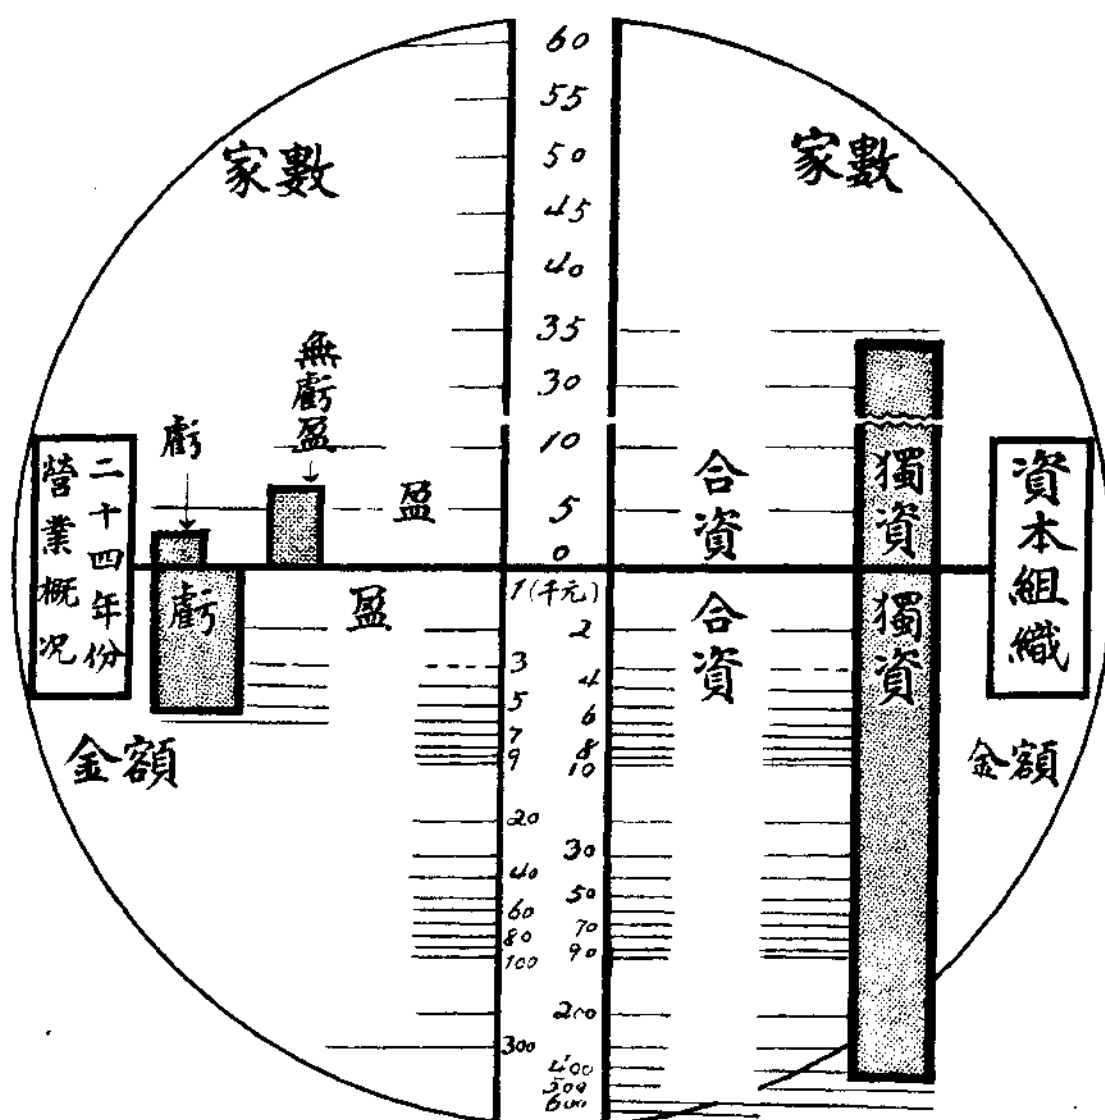 家數
家數
60
55
50
45
40
35
30
10
5
0
無虧盈
虧
盈
合資
獨資
二十四年份
營業概況
資本組織
虧
盈
合資
獨資
金額
金額
1(千元)
2
3
4
5
6
7
8
9
10
20
30
40
50
60
70
80
90
100
200
300
400
500
600